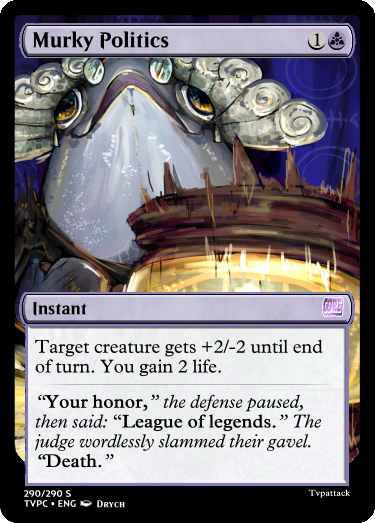 Murky Politics 1
Instant
Target creature gets +2/-2 until end
of turn. You gain 2 life.
“Your honor,” the defense paused,
then said: “League of legends.” The
judge wordlessly slammed their gavel.
“Death.”
290/290 S Tvpattack
TVPC • ENG Drych